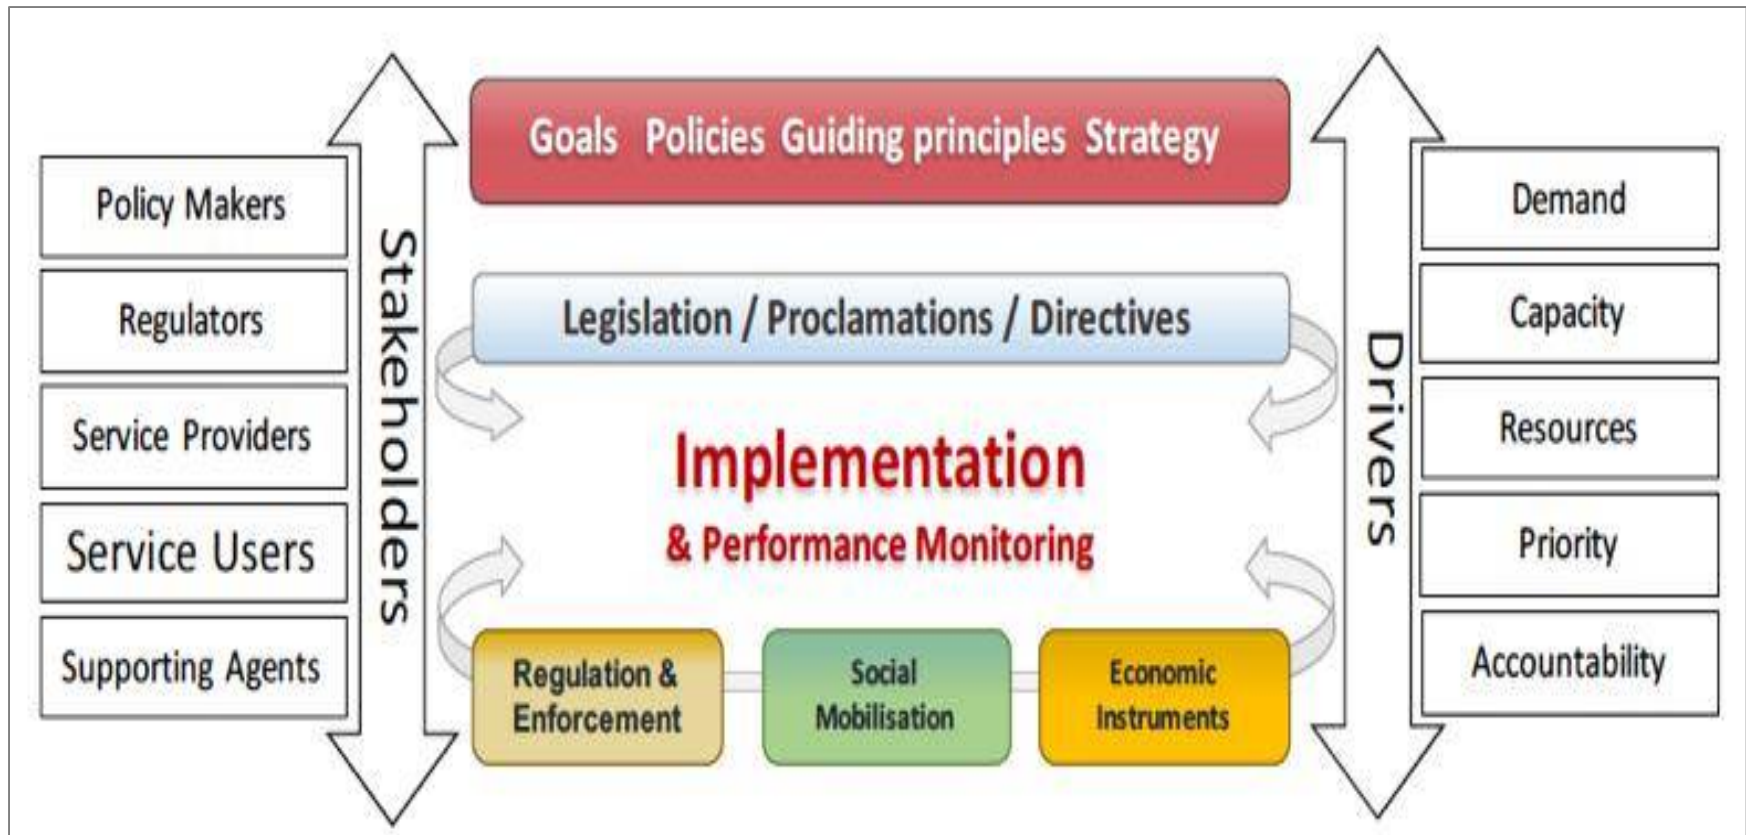 Policy Makers
Regulators
Service Providers
Service Users
Supporting Agents
Stakeholders
Goals Policies Guiding principles Strategy
Legislation / Proclamations / Directives
Implementation
& Performance Monitoring
Regulation &
Enforcement
Social
Mobilisation
Economic
Instruments
Drivers
Demand
Capacity
Resources
Priority
Accountability